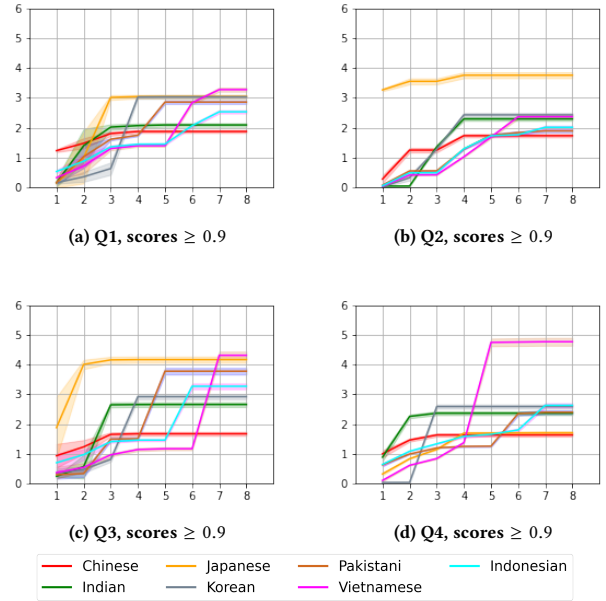 6
5
4
3
2
1
0
1 2 3 4 5 6 7 8
(a) Q1, scores ≥ 0.9
6
5
4
3
2
1
0
1 2 3 4 5 6 7 8
(b) Q2, scores ≥ 0.9
6
5
4
3
2
1
0
1 2 3 4 5 6 7 8
(c) Q3, scores ≥ 0.9
6
5
4
3
2
1
0
1 2 3 4 5 6 7 8
(d) Q4, scores ≥ 0.9
Chinese Japanese Pakistani Indonesian
Indian Korean Vietnamese